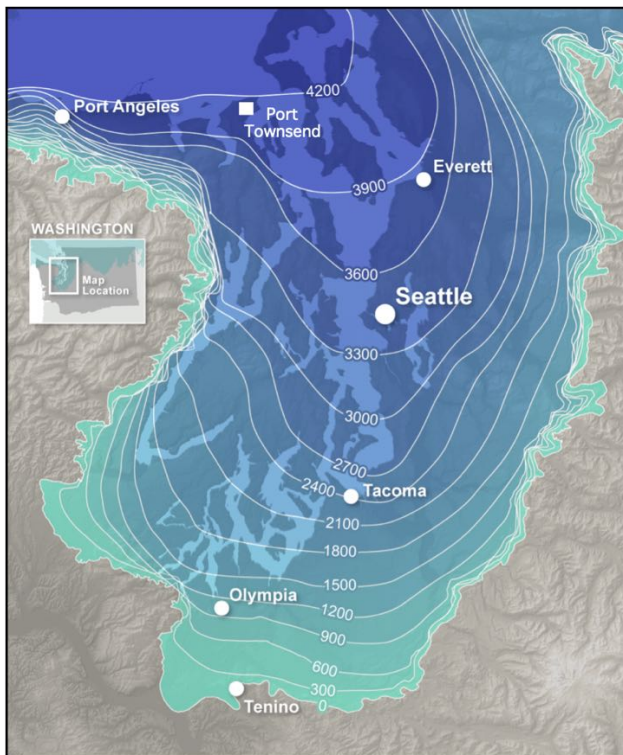 4200
Port Angeles
Port
Townsend
Everett
3900
WASHINGTON
Map
Location
3600
Seattle
3300
3000
2700
2400
Tacoma
2100
1800
1500
Olympia
1200
900
600
300
0
Tenino